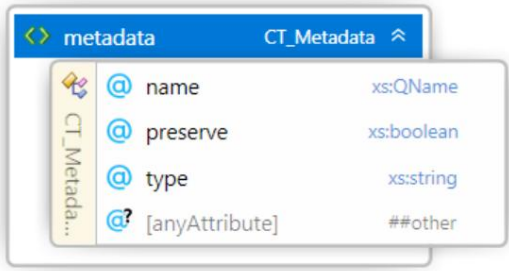 metadata CT_Metadata
CT_Metada...
@ name xs:QName
@ preserve xs:boolean
@ type xs:string
@? [anyAttribute] ##other